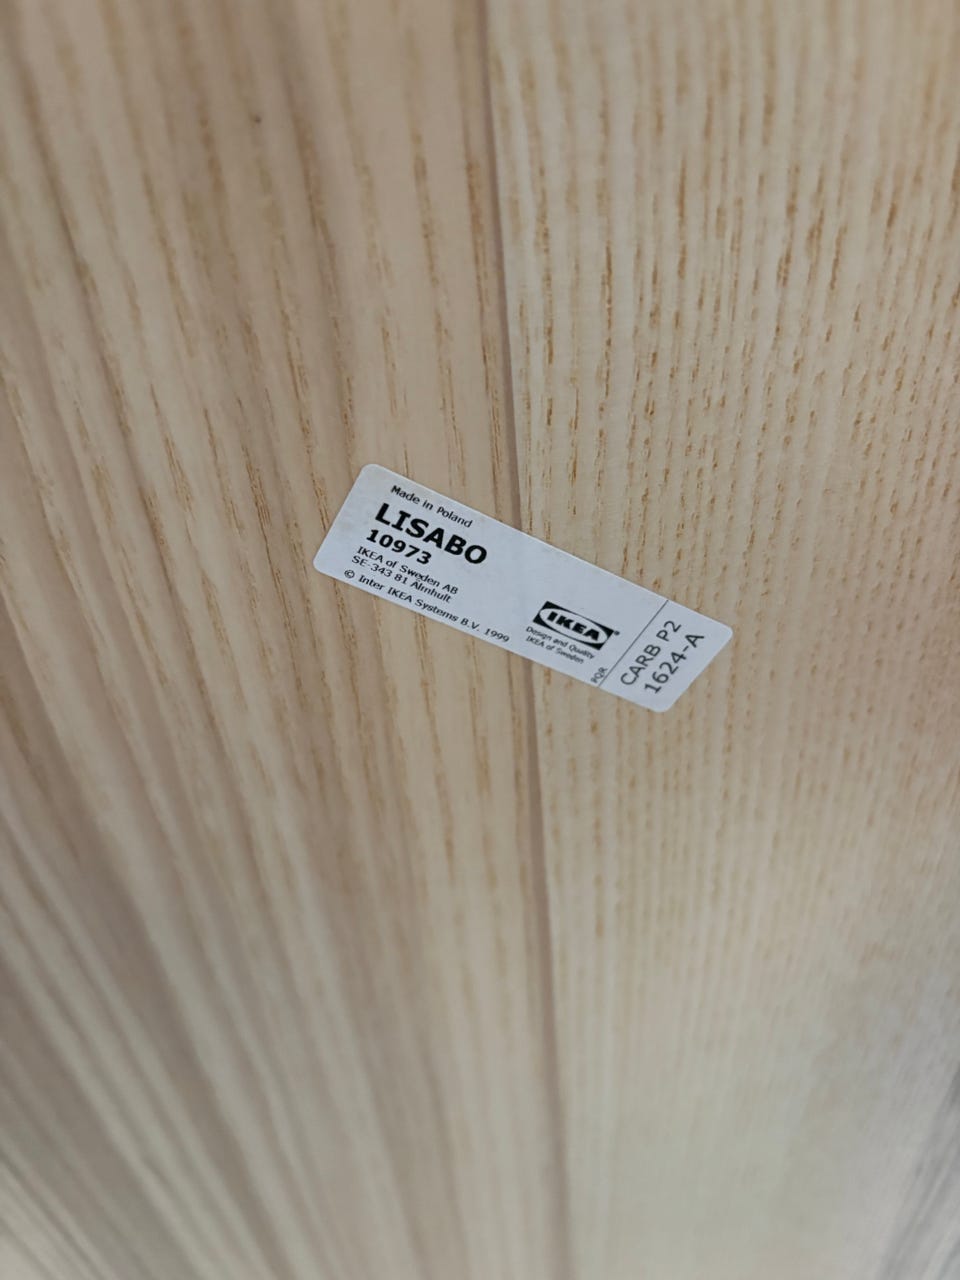 Made in Poland
LISABO
10973
IKEA of Sweden AB
SE-343 81 Älmhult
© Inter IKEA Systems B.V. 1999
IKEA®
Design and Quality
IKEA of Sweden
PQR
CARB P2
1624-A